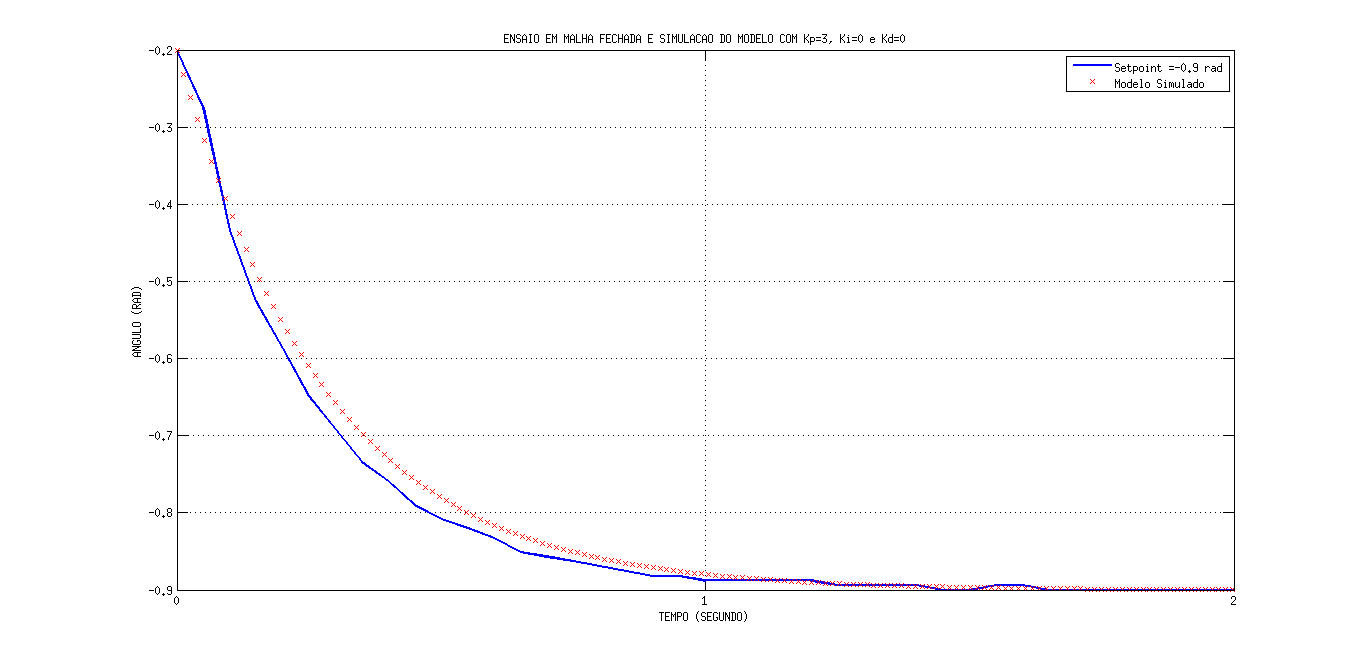 ENSAIO EM MALHA FECHADA E SIMULACAO DO MODELO COM Kp=3, Ki=0 e Kd=0
Setpoint =-0.9 rad
Modelo Simulado
-0.2
-0.3
-0.4
-0.5
-0.6
-0.7
-0.8
-0.9
ANGULO (RAD)
0
1
2
TEMPO (SEGUNDO)